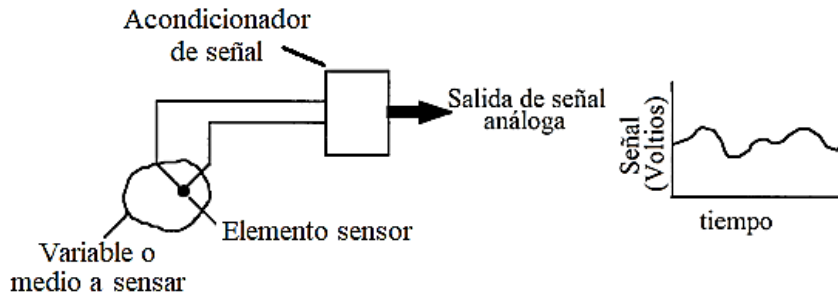 Acondicionador
de señal
Salida de señal
análoga
Señal
(Voltios)
tiempo
Elemento sensor
Variable o
medio a sensar